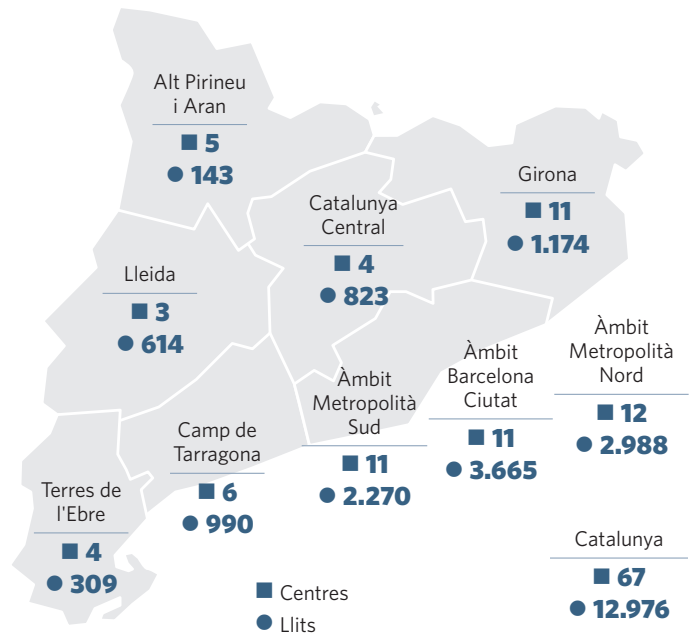 Alt Pirineu
i Aran
5
143
Girona
11
1.174
Catalunya
Central
4
823
Lleida
3
614
Àmbit
Metropolità
Nord
12
2.988
Àmbit
Barcelona
Ciutat
11
3.665
Àmbit
Metropolità
Sud
11
2.270
Camp de
Tarragona
6
990
Terres de
l'Ebre
4
309
Catalunya
67
12.976
Centres
Llits